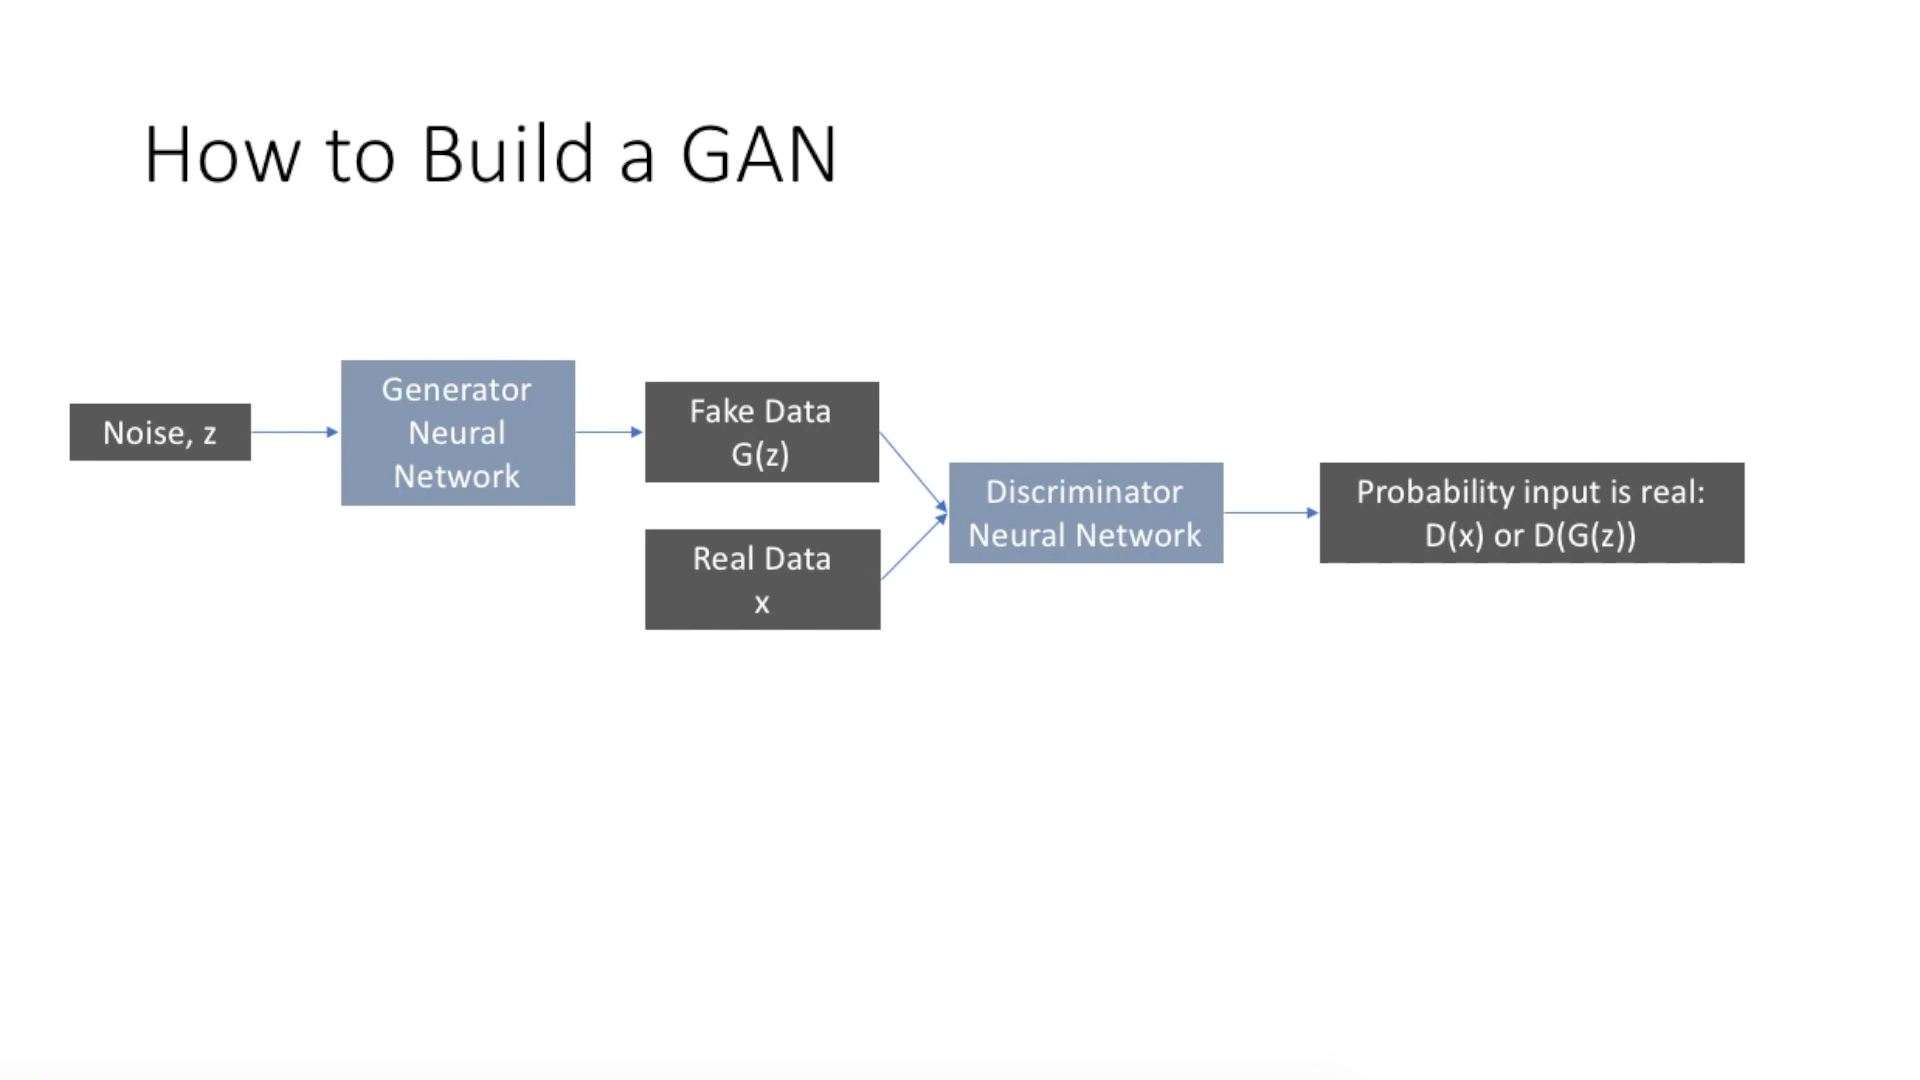 How to Build a GAN
Noise, z
Generator
Neural
Network
Fake Data
G(z)
Real Data
x
Discriminator
Neural Network
Probability input is real:
D(x) or D(G(z))